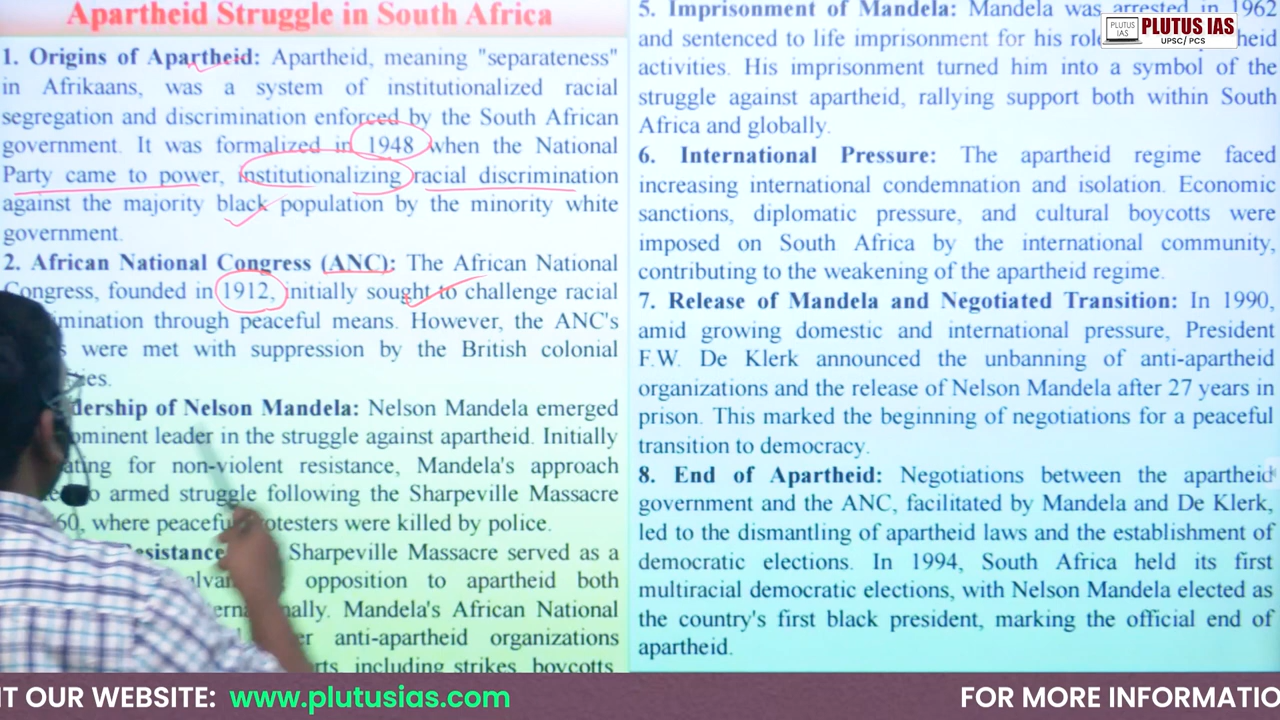 Apartheid Struggle in South Africa
1. Origins of Apartheid: Apartheid, meaning "separateness"
in Afrikaans, was a system of institutionalized racial
segregation and discrimination enforced by the South African
government. It was formalized in 1948 when the National
Party came to power, institutionalizing racial discrimination
against the majority black population by the minority white
government.
2. African National Congress (ANC): The African National
Congress, founded in 1912, initially sought to challenge racial
through peaceful means. However, the ANC's
were met with suppression by the British colonial
of Nelson Mandela: Nelson Mandela emerged
leader in the struggle against apartheid. Initially
for non-violent resistance, Mandela's approach
armed struggle following the Sharpeville Massacre
where peaceful protesters were killed by police.
Resistance Sharpeville Massacre served as a
opposition to apartheid both
Mandela's African National
anti-apartheid organizations
including strikes, boycotts,
5. Imprisonment of Mandela: Mandela was arrested in 1962
and sentenced to life imprisonment for his
activities. His imprisonment turned him into a symbol of the
struggle against apartheid, rallying support both within South
Africa and globally.
6. International Pressure: The apartheid regime faced
increasing international condemnation and isolation. Economic
sanctions, diplomatic pressure, and cultural boycotts were
imposed on South Africa by the international community,
contributing to the weakening of the apartheid regime.
7. Release of Mandela and Negotiated Transition: In 1990,
amid growing domestic and international pressure, President
F.W. De Klerk announced the unbanning of anti-apartheid
organizations and the release of Nelson Mandela after 27 years in
prison. This marked the beginning of negotiations for a peaceful
transition to democracy.
8. End of Apartheid: Negotiations between the apartheid
government and the ANC, facilitated by Mandela and De Klerk,
led to the dismantling of apartheid laws and the establishment of
democratic elections. In 1994, South Africa held its first
multiracial democratic elections, with Nelson Mandela elected as
the country's first black president, marking the official end of
apartheid.
PLUTUS
IAS
PLUTUS IAS
UPSC/ PCS
OUR WEBSITE: www.plutusias.com
FOR MORE